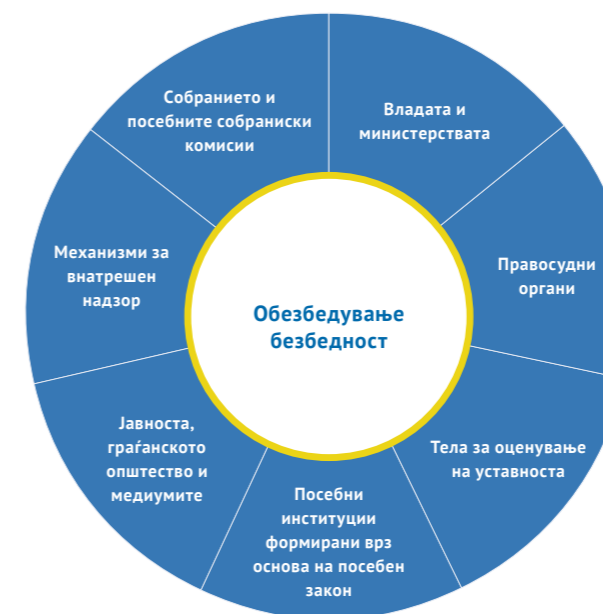 Собранието и
посебните собраниски
комисии
Владата и
министерствата
Механизми за
внатрешен
надзор
Правосудни
органи
Обезбедување
безбедност
Јавноста,
граѓанското
општество и
медиумите
Тела за оценување
на уставноста
Посебни
институции
формирани врз
основа на посебен
закон